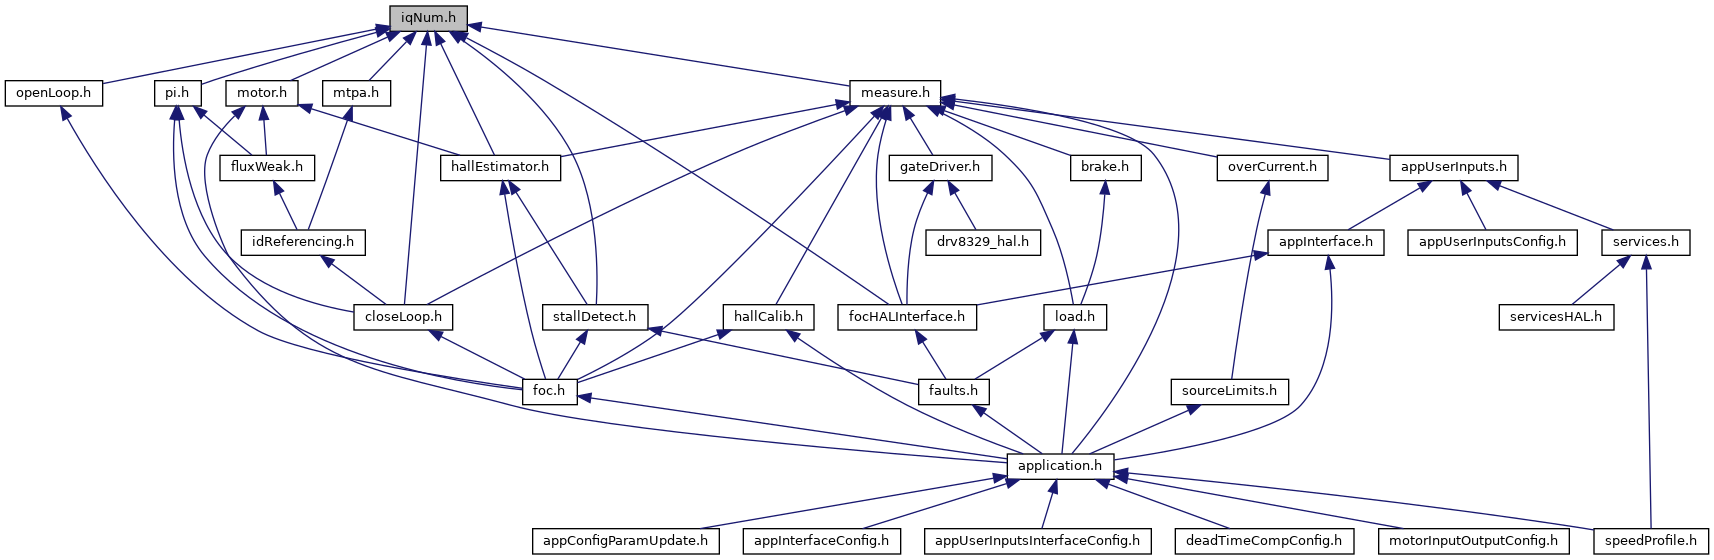 iqNum.h
openLoop.h
pi.h
motor.h
mtpa.h
measure.h
fluxWeak.h
hallEstimator.h
gateDriver.h
brake.h
overCurrent.h
appUserInputs.h
idReferencing.h
drv8329_hal.h
appInterface.h
appUserInputsConfig.h
services.h
closeLoop.h
stallDetect.h
hallCalib.h
focHALInterface.h
load.h
servicesHAL.h
foc.h
faults.h
sourceLimits.h
application.h
appConfigParamUpdate.h
appInterfaceConfig.h
appUserInputsInterfaceConfig.h
deadTimeCompConfig.h
motorInputOutputConfig.h
speedProfile.h